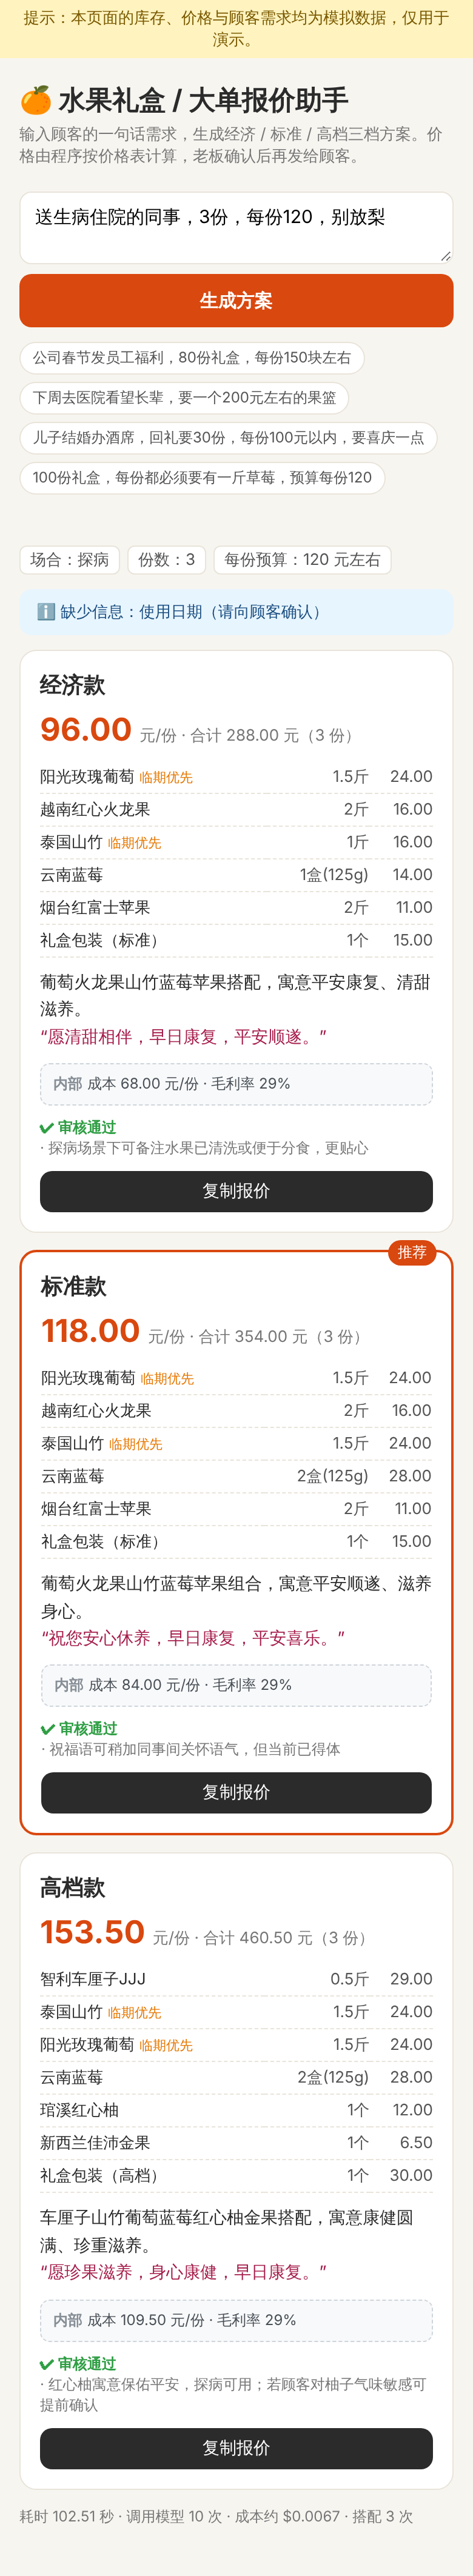 提示：本页面的库存、价格与顾客需求均为模拟数据，仅用于
演示。
🍊 水果礼盒 / 大单报价助手
输入顾客的一句话需求，生成经济 / 标准 / 高档三档方案。价
格由程序按价格表计算，老板确认后再发给顾客。
送生病住院的同事，3份，每份120，别放梨
生成方案
公司春节发员工福利，80份礼盒，每份150块左右
下周去医院看望长辈，要一个200元左右的果篮
儿子结婚办酒席，回礼要30份，每份100元以内，要喜庆一点
100份礼盒，每份都必须要有一斤草莓，预算每份120
场合：探病 份数：3 每份预算：120 元左右
ℹ️ 缺少信息：使用日期（请向顾客确认）
经济款
96.00 元/份 · 合计 288.00 元（3 份）
阳光玫瑰葡萄 临期优先 1.5斤 24.00
越南红心火龙果 2斤 16.00
泰国山竹 临期优先 1斤 16.00
云南蓝莓 1盒(125g) 14.00
烟台红富士苹果 2斤 11.00
礼盒包装（标准） 1个 15.00
葡萄火龙果山竹蓝莓苹果搭配，寓意平安康复、清甜
滋养。
“愿清甜相伴，早日康复，平安顺遂。”
内部 成本 68.00 元/份 · 毛利率 29%
✔ 审核通过
· 探病场景下可备注水果已清洗或便于分食，更贴心
复制报价
推荐
标准款
118.00 元/份 · 合计 354.00 元（3 份）
阳光玫瑰葡萄 临期优先 1.5斤 24.00
越南红心火龙果 2斤 16.00
泰国山竹 临期优先 1.5斤 24.00
云南蓝莓 2盒(125g) 28.00
烟台红富士苹果 2斤 11.00
礼盒包装（标准） 1个 15.00
葡萄火龙果山竹蓝莓苹果组合，寓意平安顺遂、滋养
身心。
“祝您安心休养，早日康复，平安喜乐。”
内部 成本 84.00 元/份 · 毛利率 29%
✔ 审核通过
· 祝福语可稍加同事间关怀语气，但当前已得体
复制报价
高档款
153.50 元/份 · 合计 460.50 元（3 份）
智利车厘子JJJ 0.5斤 29.00
泰国山竹 临期优先 1.5斤 24.00
阳光玫瑰葡萄 临期优先 1.5斤 24.00
云南蓝莓 2盒(125g) 28.00
琯溪红心柚 1个 12.00
新西兰佳沛金果 1个 6.50
礼盒包装（高档） 1个 30.00
车厘子山竹葡萄蓝莓红心柚金果搭配，寓意康健圆
满、珍重滋养。
“愿珍果滋养，身心康健，早日康复。”
内部 成本 109.50 元/份 · 毛利率 29%
✔ 审核通过
· 红心柚寓意保佑平安，探病可用；若顾客对柚子气味敏感可
提前确认
复制报价
耗时 102.51 秒 · 调用模型 10 次 · 成本约 $0.0067 · 搭配 3 次